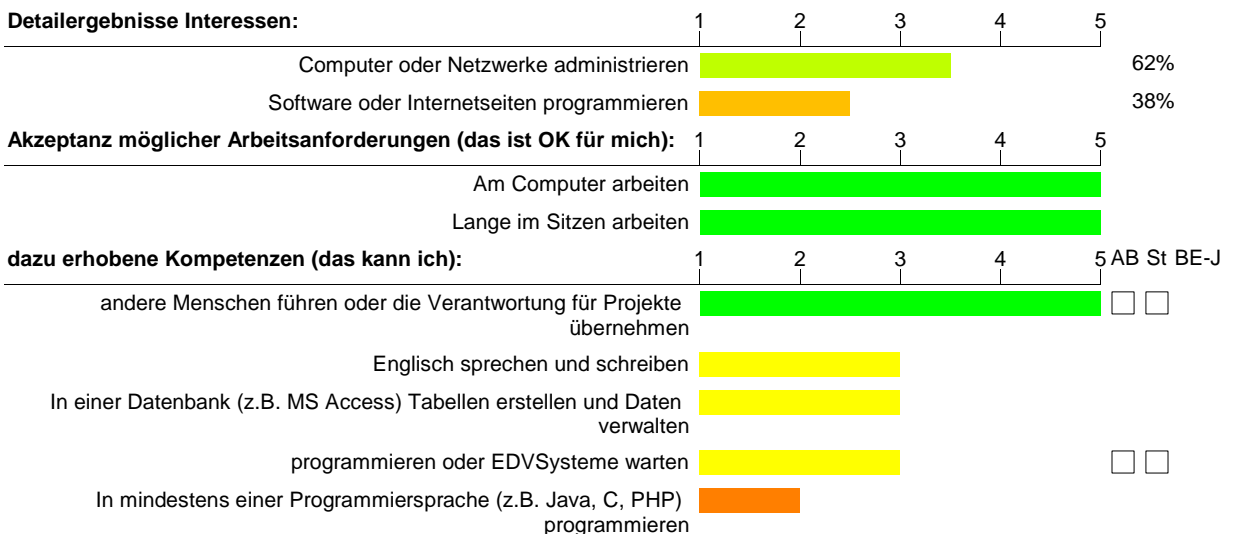 Detailergebnisse Interessen: 1 2 3 4 5
Computer oder Netzwerke administrieren 62%
Software oder Internetseiten programmieren 38%
Akzeptanz möglicher Arbeitsanforderungen (das ist OK für mich): 1 2 3 4 5
Am Computer arbeiten
Lange im Sitzen arbeiten
dazu erhobene Kompetenzen (das kann ich): 1 2 3 4 5 AB St BE-J
andere Menschen führen oder die Verantwortung für Projekte
übernehmen
Englisch sprechen und schreiben
In einer Datenbank (z.B. MS Access) Tabellen erstellen und Daten
verwalten
programmieren oder EDVSysteme warten
In mindestens einer Programmiersprache (z.B. Java, C, PHP)
programmieren